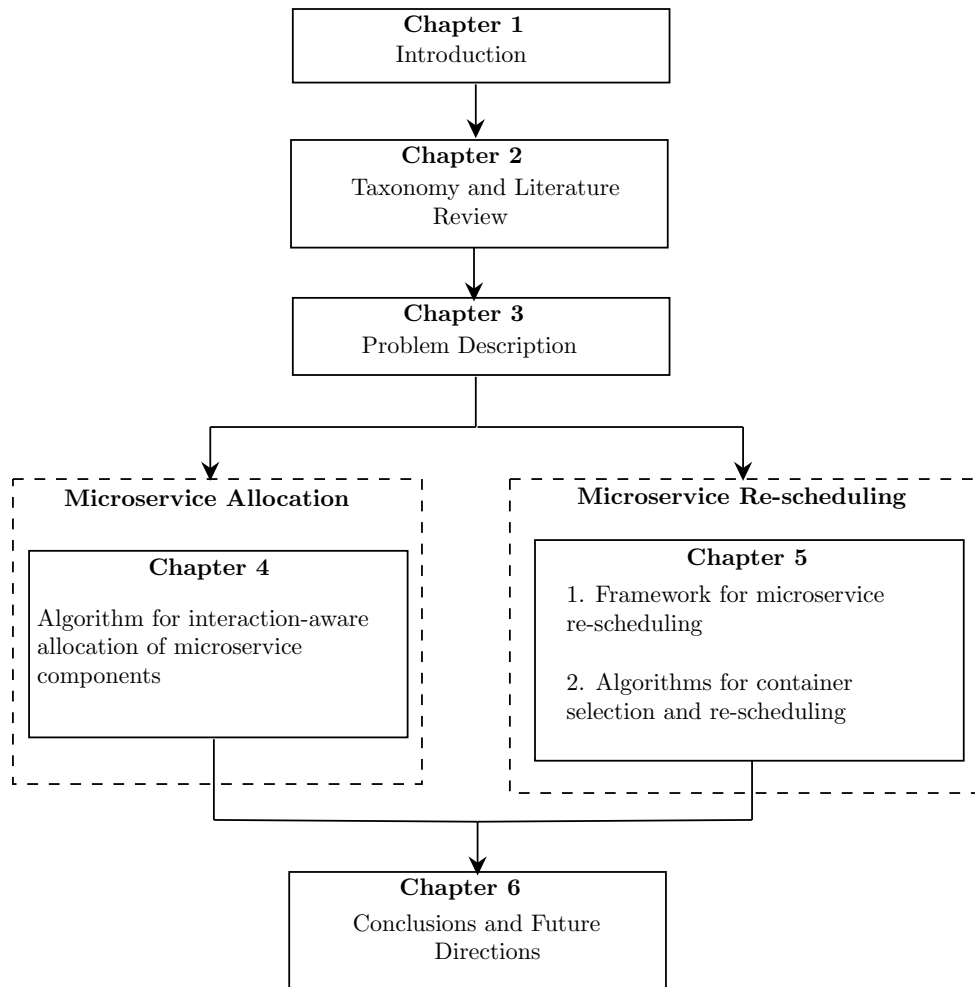 Chapter 1
Introduction
Chapter 2
Taxonomy and Literature
Review
Chapter 3
Problem Description
Microservice Allocation
Chapter 4
Algorithm for interaction-aware
allocation of microservice
components
Microservice Re-scheduling
Chapter 5
1. Framework for microservice
re-scheduling
2. Algorithms for container
selection and re-scheduling
Chapter 6
Conclusions and Future
Directions